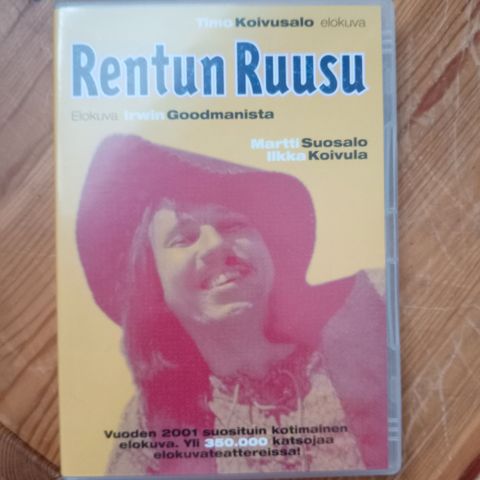 Timo Koivusalo elokuva
Rentun Ruusu
Elokuva Irwin Goodmanista
Martti Suosalo
Ilkka Koivula
Vuoden 2001 suosituin kotimainen
elokuva. Yli 350.000 katsojaa
elokuvateattereissa!